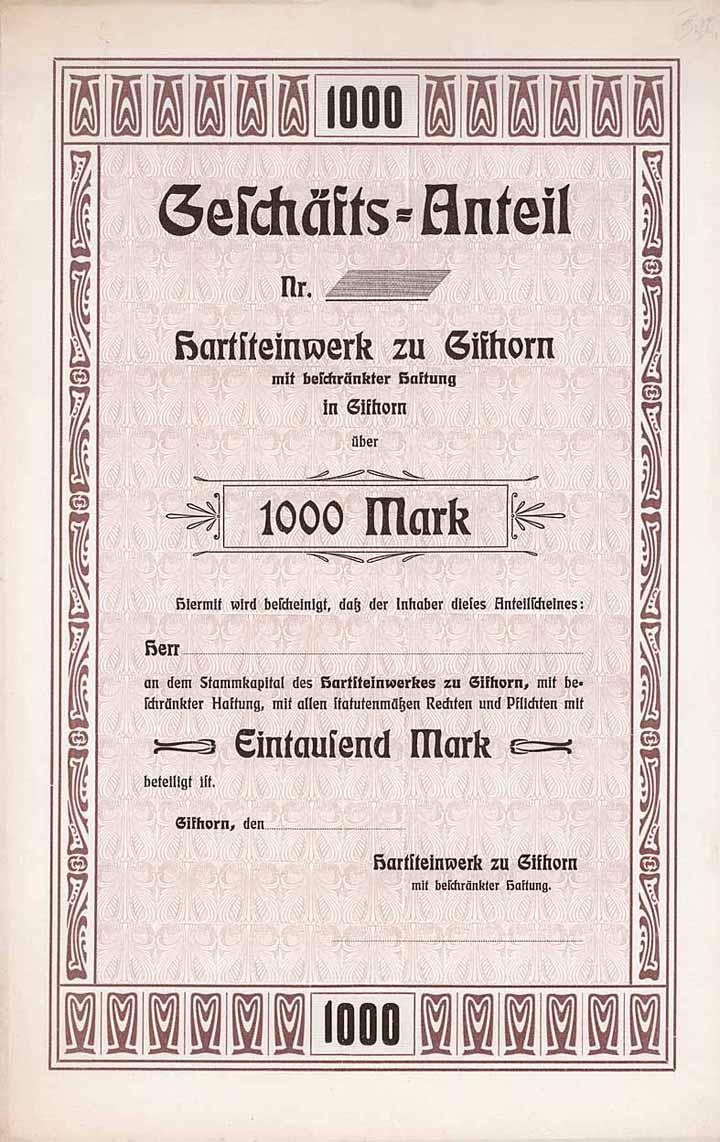 1000
Geſchäfts=Anteil
Nr.
Hartſteinwerk zu Gifhorn
mit beſchränkter Haftung
in Gifhorn
über
1000 Mark
Hiermit wird beſcheinigt, daß der Inhaber dieſes Anteilſcheines:
Herr
an dem Stammkapital des Hartſteinwerkes zu Gifhorn, mit be-
ſchränkter Haftung, mit allen ſtatutenmäßen Rechten und Pflichten mit
Eintauſend Mark
beteiligt iſt.
Gifhorn, den
Hartſteinwerk zu Gifhorn
mit beſchränkter Haftung.
1000